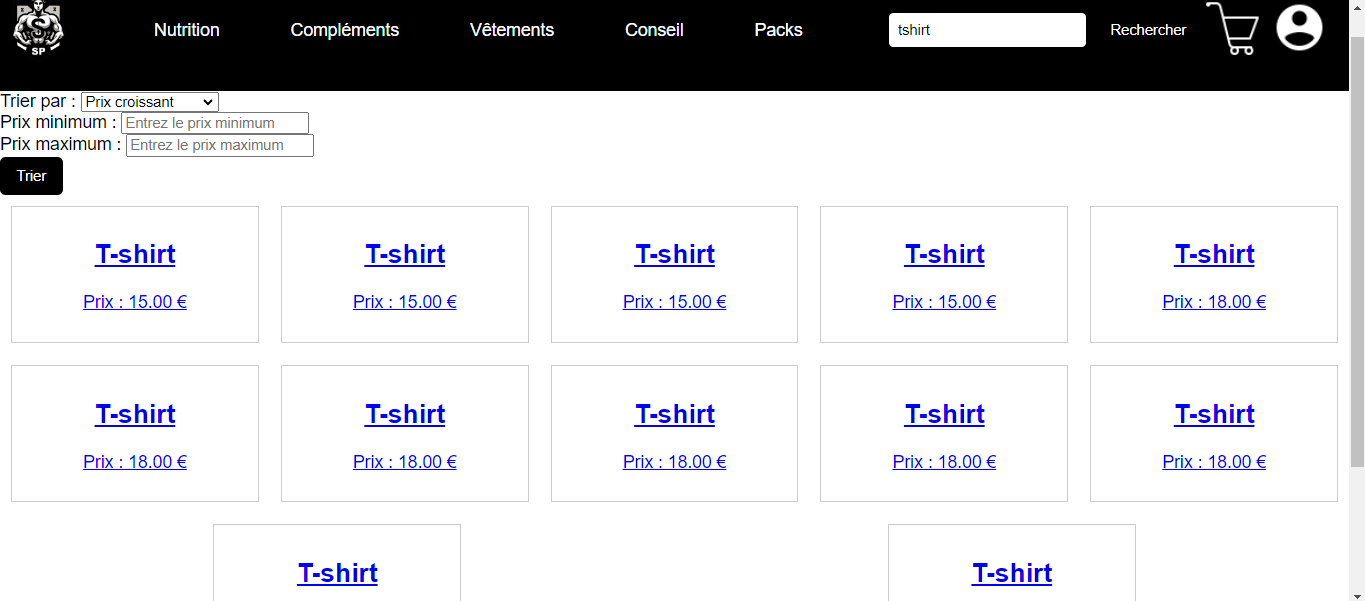 SP
Nutrition Compléments Vêtements Conseil Packs tshirt Rechercher
Trier par : Prix croissant
Prix minimum : Entrez le prix minimum
Prix maximum : Entrez le prix maximum
Trier
T-shirt T-shirt T-shirt T-shirt T-shirt
Prix : 15.00 € Prix : 15.00 € Prix : 15.00 € Prix : 15.00 € Prix : 18.00 €
T-shirt T-shirt T-shirt T-shirt T-shirt
Prix : 18.00 € Prix : 18.00 € Prix : 18.00 € Prix : 18.00 € Prix : 18.00 €
T-shirt T-shirt